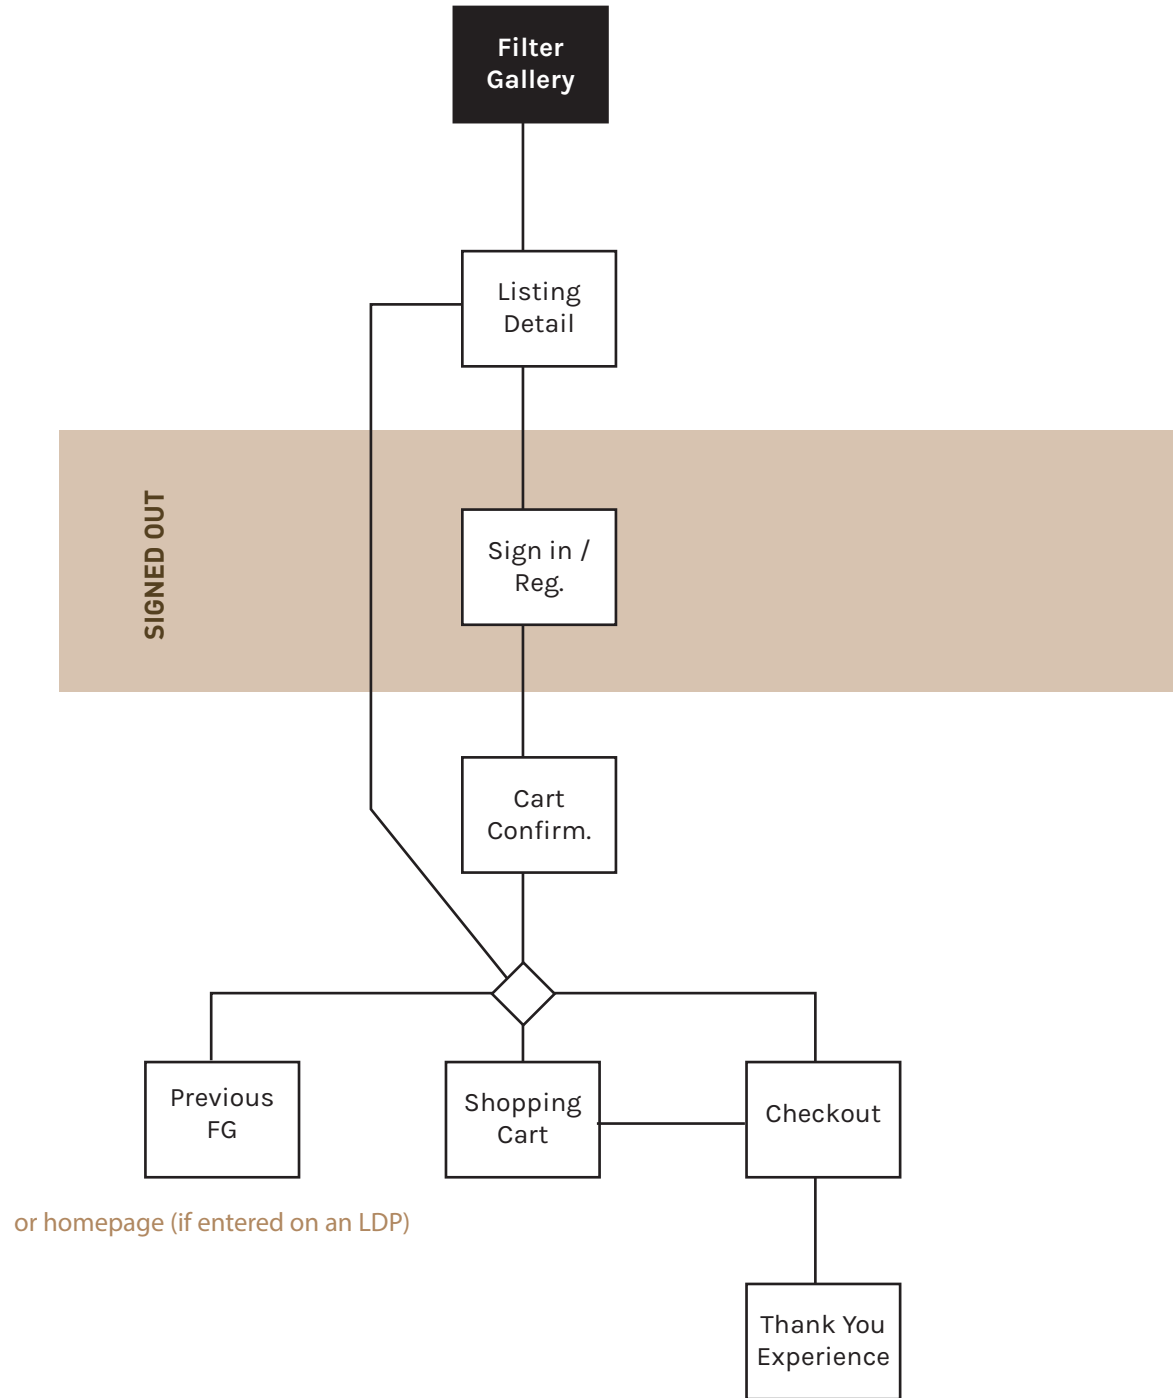 Filter
Gallery
Listing
Detail
SIGNED OUT
Sign in /
Reg.
Cart
Confirm.
Previous
FG
Shopping
Cart
Checkout
or homepage (if entered on an LDP)
Thank You
Experience